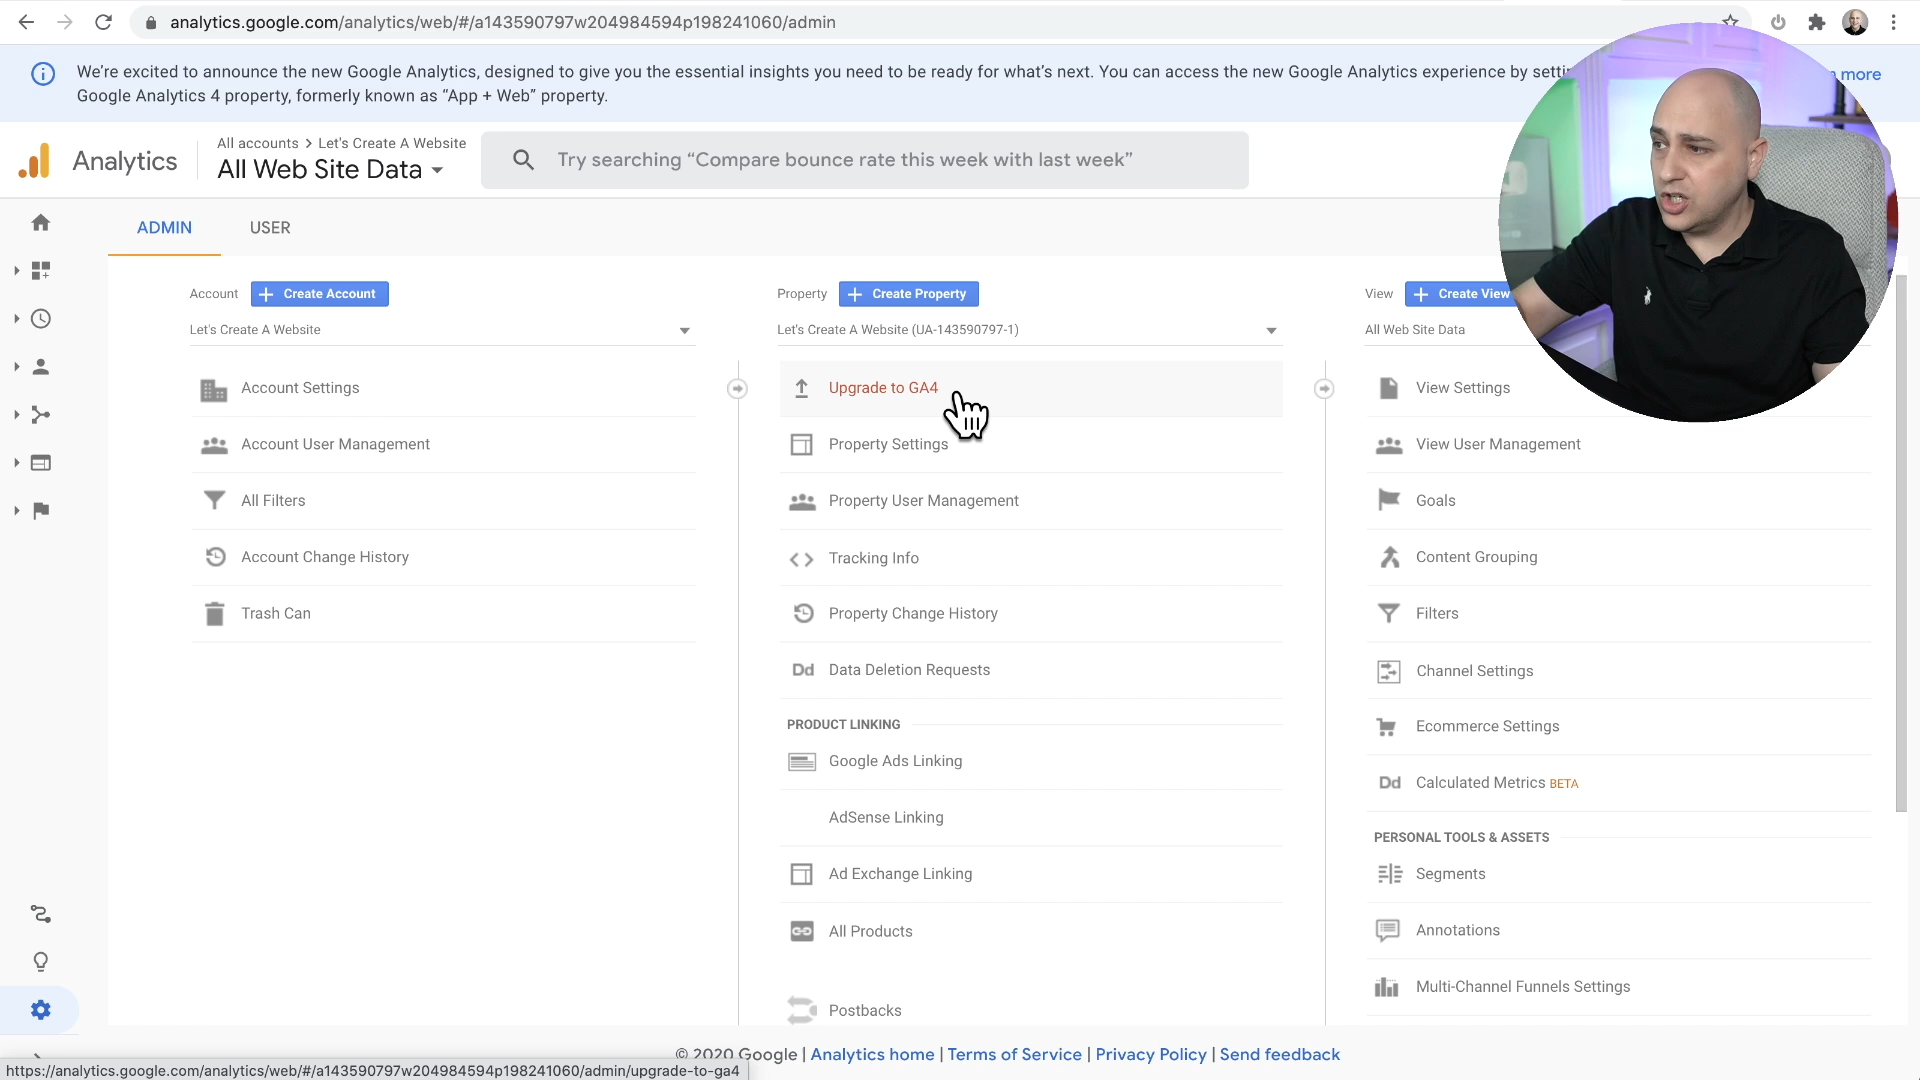 analytics.google.com/analytics/web/#/a143590797w204984594p198241060/admin
We're excited to announce the new Google Analytics, designed to give you the essential insights you need to be ready for what's next. You can access the new Google Analytics experience by
more
Google Analytics 4 property, formerly known as “App + Web” property.
Analytics
All accounts > Let's Create A Website
All Web Site Data
Try searching “Compare bounce rate this week with last week”
ADMIN
USER
Account
Create Account
Let's Create A Website
Account Settings
Account User Management
All Filters
Account Change History
Trash Can
Property
Create Property
Let's Create A Website (UA-143590797-1)
Upgrade to GA4
Property Settings
Property User Management
<> Tracking Info
Property Change History
Dd Data Deletion Requests
PRODUCT LINKING
Google Ads Linking
AdSense Linking
Ad Exchange Linking
All Products
Postbacks
View
Create View
All Web Site Data
View Settings
View User Management
Goals
Content Grouping
Filters
Channel Settings
Ecommerce Settings
Dd Calculated Metrics BETA
PERSONAL TOOLS & ASSETS
Segments
Annotations
Multi-Channel Funnels Settings
© 2020 Google | Analytics home | Terms of Service | Privacy Policy | Send feedback
https://analytics.google.com/analytics/web/#/a143590797w204984594p198241060/admin/upgrade-to-ga4